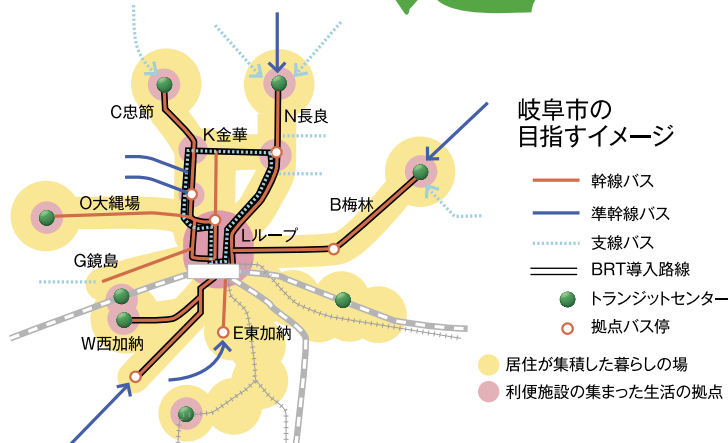 岐阜市の
目指すイメージ
C忠節
N長良
K金華
B梅林
O大縄場
Lループ
G鏡島
W西加納
E東加納
幹線バス
準幹線バス
支線バス
BRT導入路線
トランジットセンター
拠点バス停
居住が集積した暮らしの場
利便施設の集まった生活の拠点